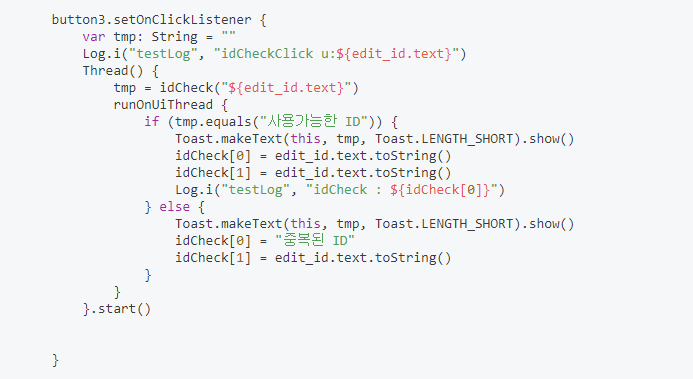 button3.setOnClickListener {
    var tmp: String = ""
    Log.i("testLog", "idCheckClick u:${edit_id.text}")
    Thread() {
        tmp = idCheck("${edit_id.text}")
        runOnUiThread {
            if (tmp.equals("사용가능한 ID")) {
                Toast.makeText(this, tmp, Toast.LENGTH_SHORT).show()
                idCheck[0] = edit_id.text.toString()
                idCheck[1] = edit_id.text.toString()
                Log.i("testLog", "idCheck : ${idCheck[0]}")
            } else {
                Toast.makeText(this, tmp, Toast.LENGTH_SHORT).show()
                idCheck[0] = "중복된 ID"
                idCheck[1] = edit_id.text.toString()
            }
        }
    }.start()
}